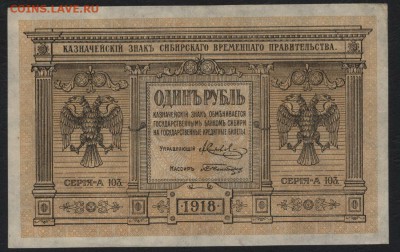 COINSS.LAVE.RU
КАЗНАЧЕЙСКІЙ ЗНАКЪ СИБИРСКАГО ВРЕМЕННАГО ПРАВИТЕЛЬСТВА.
ОДИНЪ РУБЛЬ
КАЗНАЧЕЙСКІЙ ЗНАКЪ ОБМѢНИВАЕТСЯ
ГОСУДАРСТВЕННЫМЪ БАНКОМЪ СИБИРИ
НА ГОСУДАРСТВЕННЫЕ КРЕДИТНЫЕ БИЛЕТЫ
УПРАВЛЯЮЩІЙ
КАССИРЪ
СЕРІЯ-А 103.
СЕРІЯ-А 103.
1918